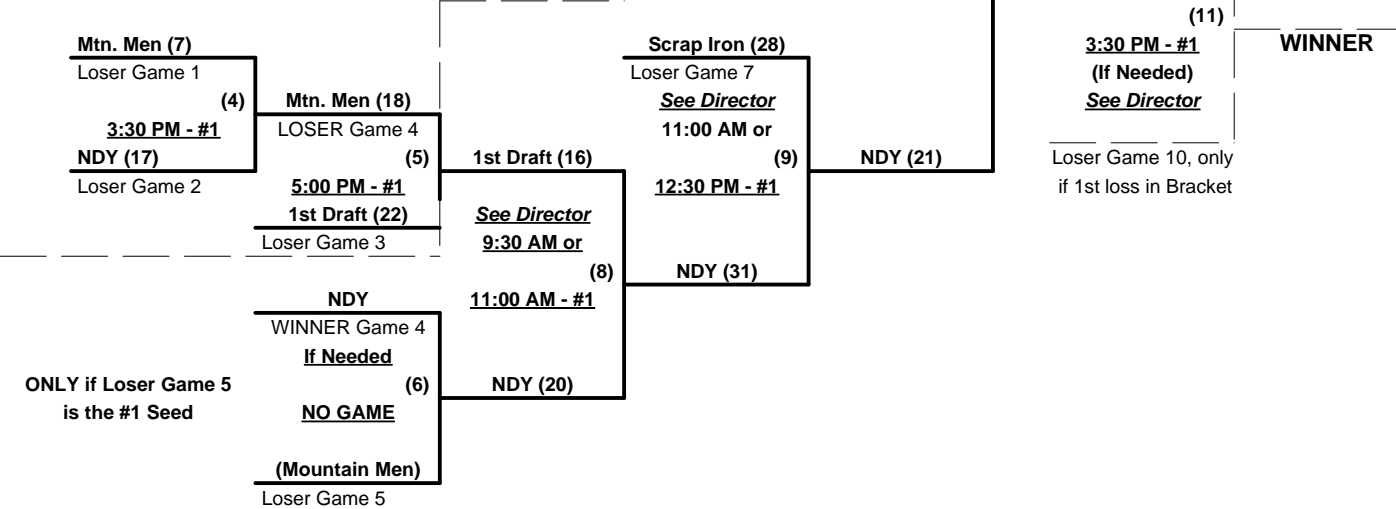 Mtn. Men (7)
Loser Game 1
(4)
3:30 PM - #1
NDY (17)
Loser Game 2
Mtn. Men (18)
LOSER Game 4
(5)
5:00 PM - #1
1st Draft (22)
Loser Game 3
NDY
WINNER Game 4
If Needed
(6)
NO GAME
(Mountain Men)
Loser Game 5
ONLY if Loser Game 5
is the #1 Seed
1st Draft (16)
See Director
9:30 AM or
(8)
11:00 AM - #1
NDY (20)
Scrap Iron (28)
Loser Game 7
See Director
11:00 AM or
(9)
12:30 PM - #1
NDY (31)
NDY (21)
(11)
3:30 PM - #1
(If Needed)
See Director
Loser Game 10, only
if 1st loss in Bracket
WINNER